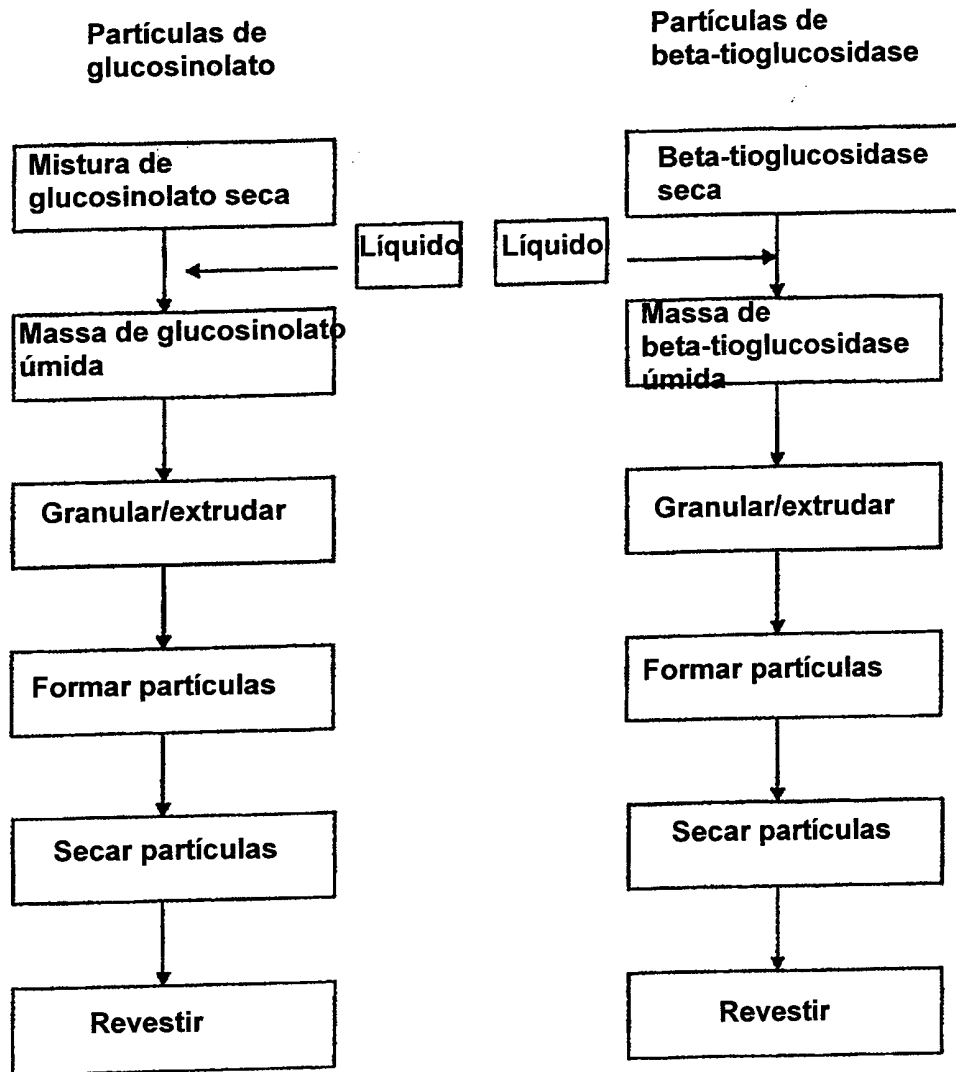 Partículas de
glucosinolato
Mistura de
glucosinolato seca
Líquido
Massa de glucosinolato
úmida
Granular/extrudar
Formar partículas
Secar partículas
Revestir
Partículas de
beta-tioglucosidase
Beta-tioglucosidase
seca
Líquido
Massa de
beta-tioglucosidase
úmida
Granular/extrudar
Formar partículas
Secar partículas
Revestir